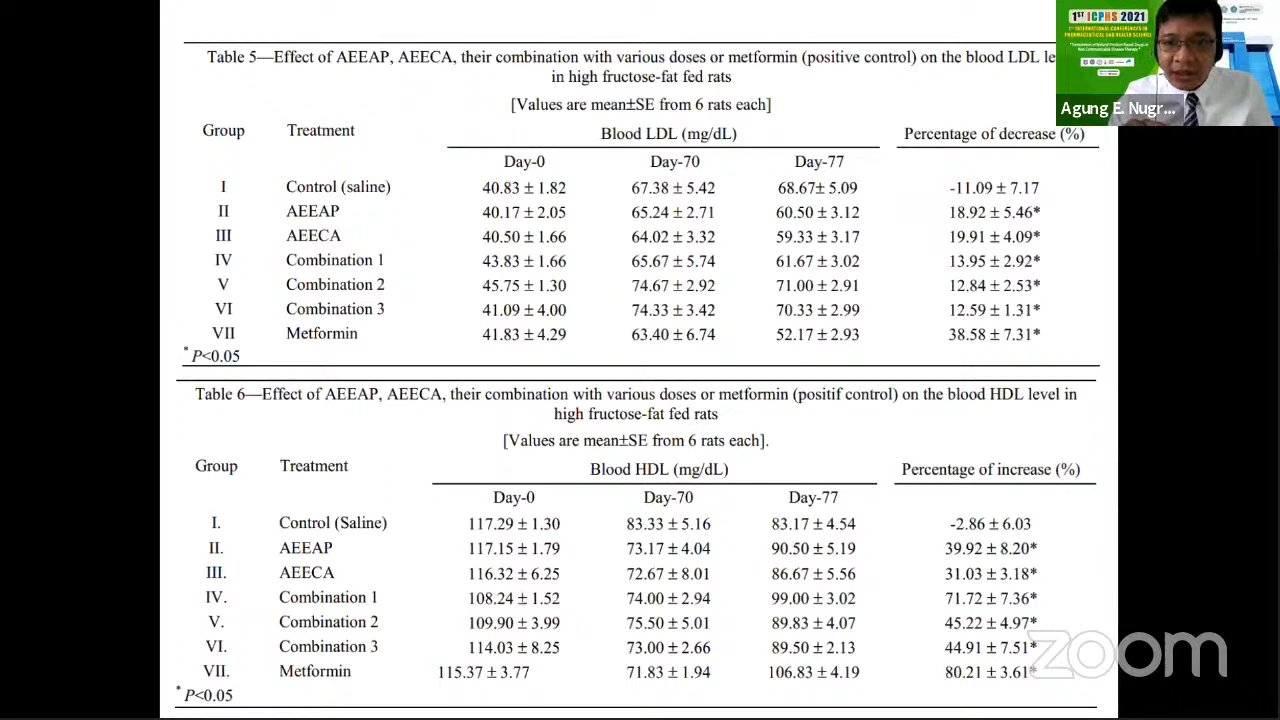 Table 5—Effect of AEEAP, AEECA, their combination with various doses or metformin (positive control) on the blood LDL
in high fructose-fat fed rats
[Values are mean±SE from 6 rats each]
Group Treatment Blood LDL (mg/dL) Percentage of decrease (%)
Day-0 Day-70 Day-77
I Control (saline) 40.83 ± 1.82 67.38 ± 5.42 68.67± 5.09 -11.09 ± 7.17
II AEEAP 40.17 ± 2.05 65.24 ± 2.71 60.50 ± 3.12 18.92 ± 5.46*
III AEECA 40.50 ± 1.66 64.02 ± 3.32 59.33 ± 3.17 19.91 ± 4.09*
IV Combination 1 43.83 ± 1.66 65.67 ± 5.74 61.67 ± 3.02 13.95 ± 2.92*
V Combination 2 45.75 ± 1.30 74.67 ± 2.92 71.00 ± 2.91 12.84 ± 2.53*
VI Combination 3 41.09 ± 4.00 74.33 ± 3.42 70.33 ± 2.99 12.59 ± 1.31*
VII Metformin 41.83 ± 4.29 63.40 ± 6.74 52.17 ± 2.93 38.58 ± 7.31*
* P<0.05
Table 6—Effect of AEEAP, AEECA, their combination with various doses or metformin (positif control) on the blood HDL level in
high fructose-fat fed rats
[Values are mean±SE from 6 rats each].
Group Treatment Blood HDL (mg/dL) Percentage of increase (%)
Day-0 Day-70 Day-77
I. Control (Saline) 117.29 ± 1.30 83.33 ± 5.16 83.17 ± 4.54 -2.86 ± 6.03
II. AEEAP 117.15 ± 1.79 73.17 ± 4.04 90.50 ± 5.19 39.92 ± 8.20*
III. AEECA 116.32 ± 6.25 72.67 ± 8.01 86.67 ± 5.56 31.03 ± 3.18*
IV. Combination 1 108.24 ± 1.52 74.00 ± 2.94 99.00 ± 3.02 71.72 ± 7.36*
V. Combination 2 109.90 ± 3.99 75.50 ± 5.01 89.83 ± 4.07 45.22 ± 4.97*
VI. Combination 3 114.03 ± 8.25 73.00 ± 2.66 89.50 ± 2.13 44.91 ± 7.51*
VII. Metformin 115.37 ± 3.77 71.83 ± 1.94 106.83 ± 4.19 80.21 ± 3.61*
* P<0.05
1ST ICPHS 2021
1ST INTERNATIONAL CONFERENCES IN
PHARMACEUTICAL AND HEALTH SCIENCE
Agung E. Nugr...
zoom